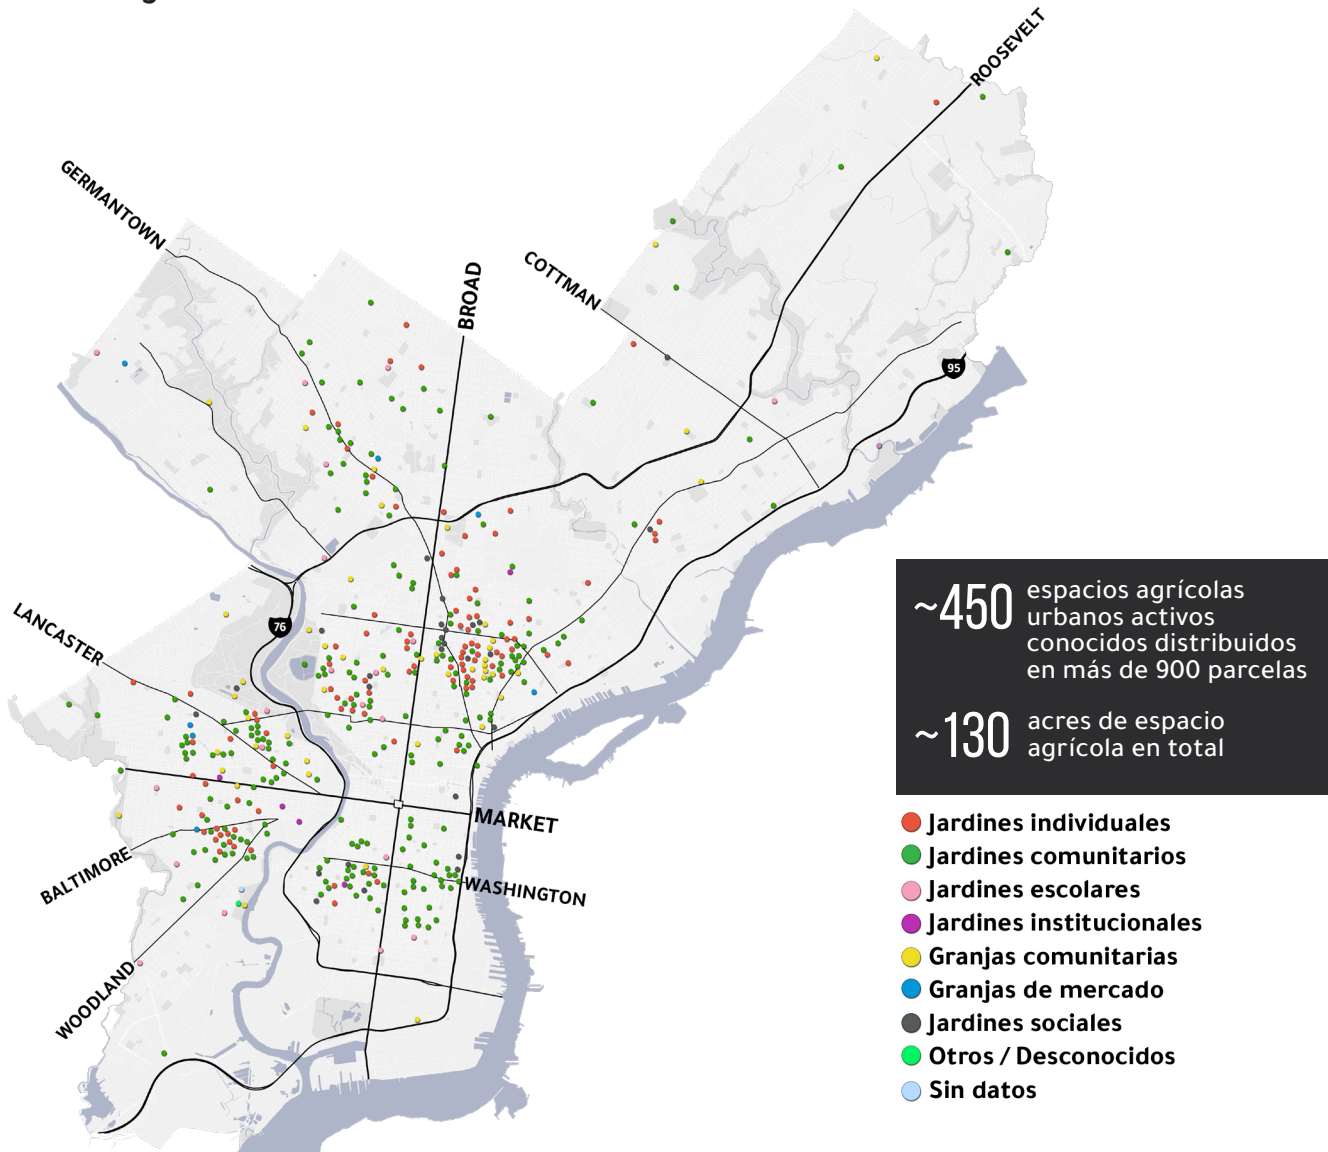 ROOSEVELT
GERMANTOWN
BROAD
COTTMAN
95
76
LANCASTER
MARKET
BALTIMORE
WASHINGTON
WOODLAND
~450 espacios agrícolas
urbanos activos
conocidos distribuidos
en más de 900 parcelas
~130 acres de espacio
agrícola en total
Jardines individuales
Jardines comunitarios
Jardines escolares
Jardines institucionales
Granjas comunitarias
Granjas de mercado
Jardines sociales
Otros / Desconocidos
Sin datos